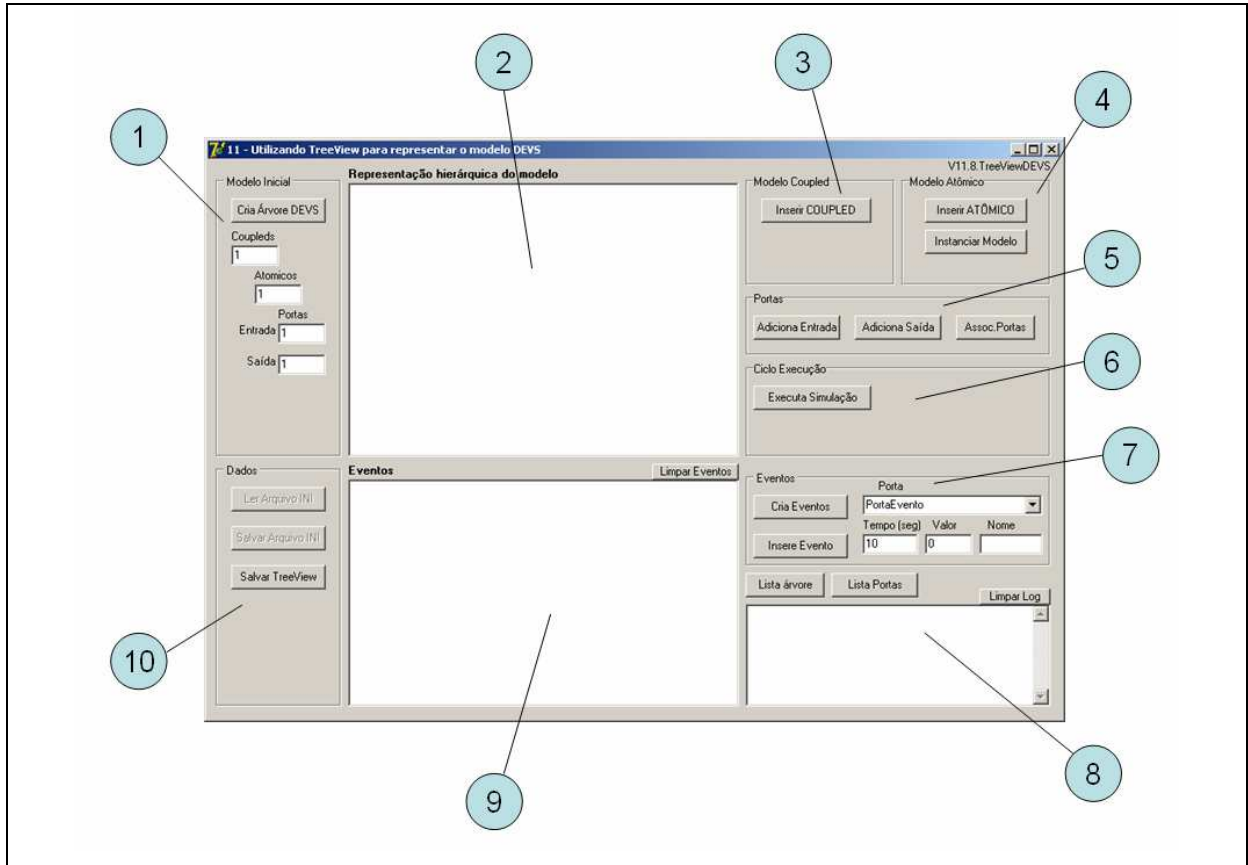 2
3
4
1
11 - Utilizando TreeView para representar o modelo DEVS
V11.8.TreeViewDEVS
Modelo Inicial
Cria Árvore DEVS
Coupleds
1
Atomicos
1
Portas
Entrada 1
Saída 1
Representação hierárquica do modelo
Modelo Coupled
Inserir COUPLED
Modelo Atômico
Inserir ATÔMICO
Instanciar Modelo
5
Portas
Adiciona Entrada Adiciona Saída Assoc.Portas
6
Ciclo Execução
Executa Simulação
7
Dados
Ler Arquivo INI
Salvar Arquivo INI
Salvar TreeView
10
Eventos Limpar Eventos
9
Eventos
Cria Eventos
Porta
PortaEvento
Insere Evento
Tempo (seg) Valor Nome
10 0
Lista árvore Lista Portas Limpar Log
8